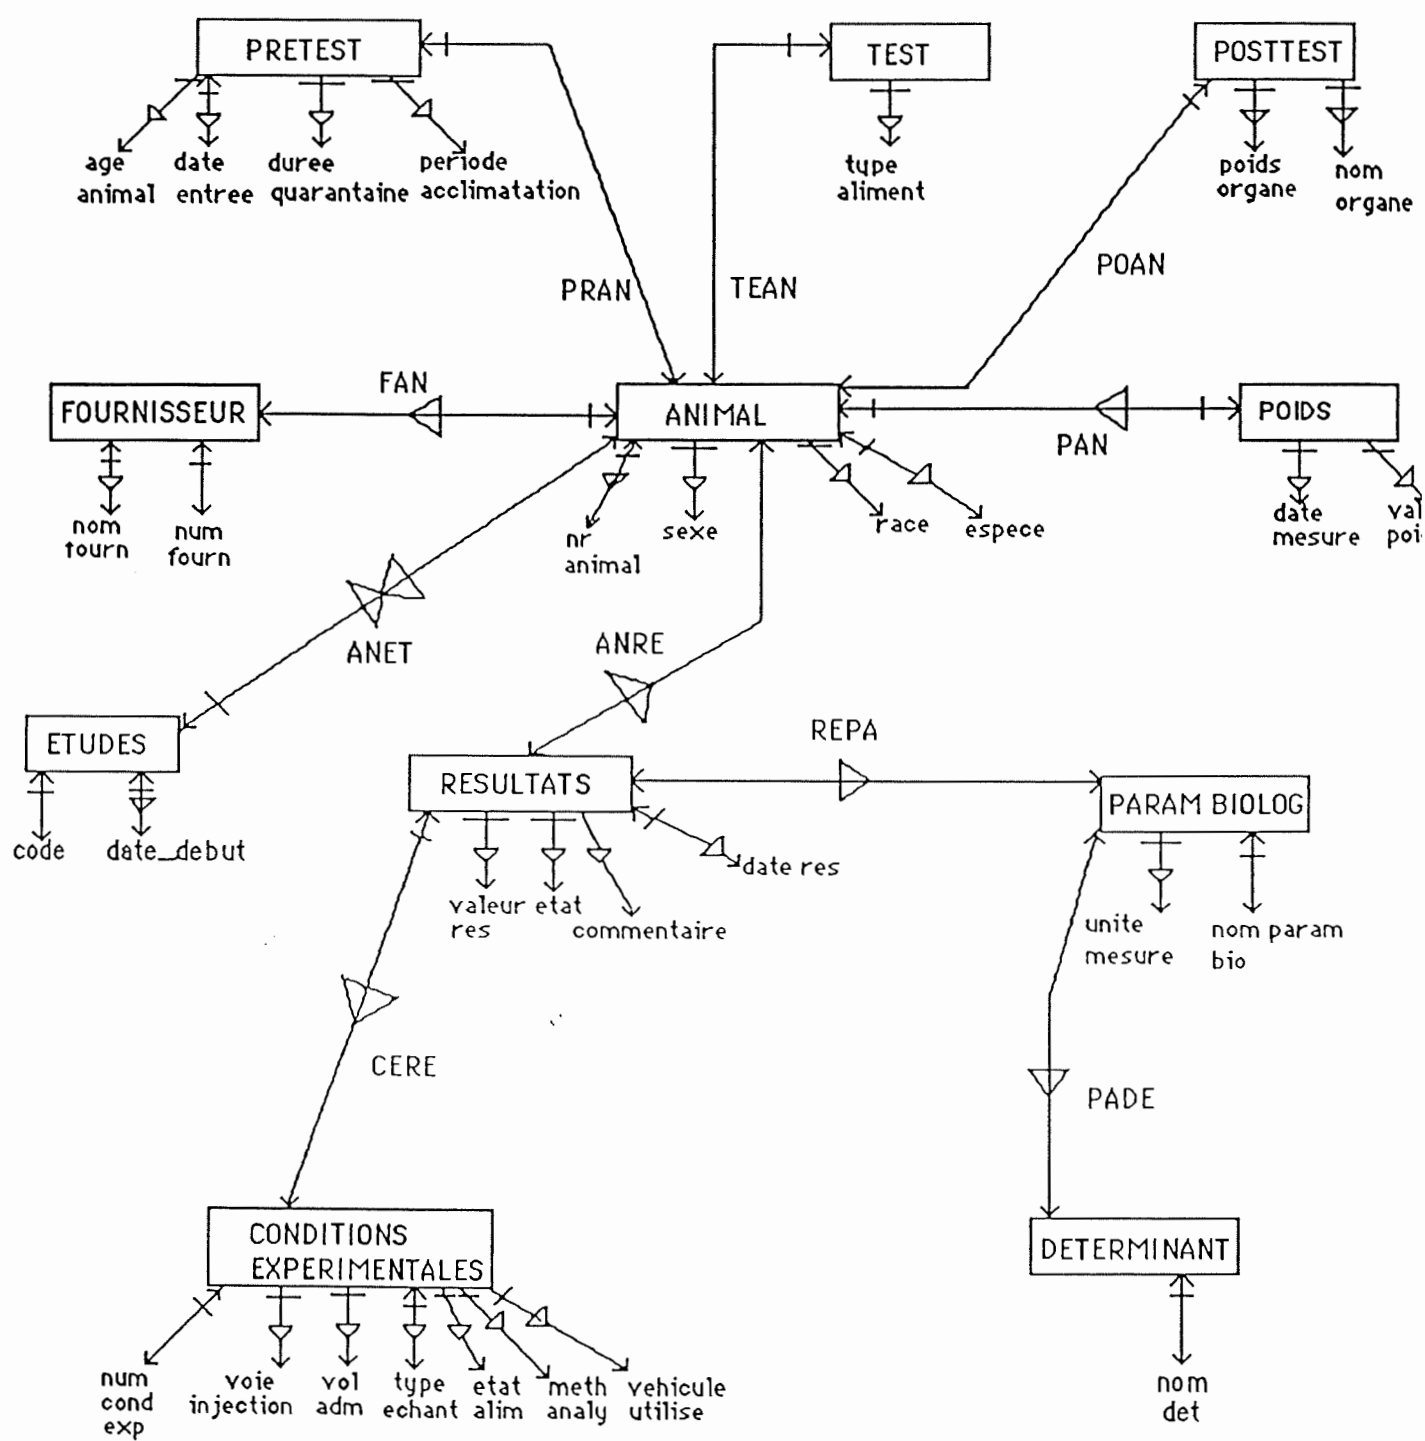 PRETEST
TEST
POSTTEST
age
animal
date
entree
duree
quarantaine
periode
acclimatation
type
aliment
poids
organe
nom
organe
PRAN
TEAN
POAN
FAN
FOURNISSEUR
ANIMAL
POIDS
PAN
nom
tourn
num
fourn
nr
animal
sexe
race
espece
date
mesure
val
poi
ANET
ANRE
ETUDES
code
date_debut
REPA
RESULTATS
PARAM BIOLOG
valeur
res
etat
commentaire
date res
unite
mesure
nom param
bio
CERE
PADE
CONDITIONS
EXPERIMENTALES
DETERMINANT
num
cond
exp
voie
injection
vol
adm
type
echant
etat
alim
meth
analy
vehicule
utilise
nom
det